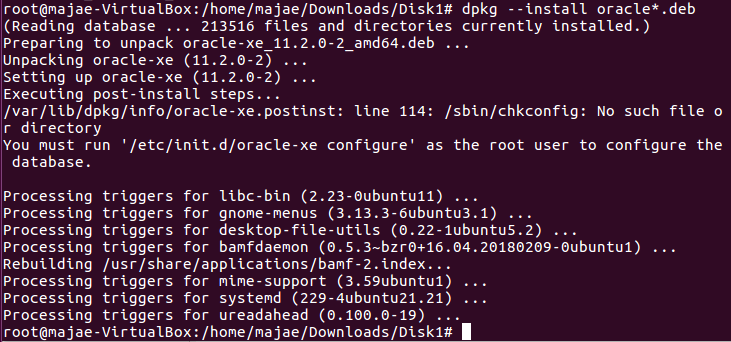 root@majae-VirtualBox:/home/majae/Downloads/Disk1# dpkg --install oracle*.deb
(Reading database ... 213516 files and directories currently installed.)
Preparing to unpack oracle-xe_11.2.0-2_amd64.deb ...
Unpacking oracle-xe (11.2.0-2) ...
Setting up oracle-xe (11.2.0-2) ...
Executing post-install steps...
/var/lib/dpkg/info/oracle-xe.postinst: line 114: /sbin/chkconfig: No such file o
r directory
You must run '/etc/init.d/oracle-xe configure' as the root user to configure the
 database.

Processing triggers for libc-bin (2.23-0ubuntu11) ...
Processing triggers for gnome-menus (3.13.3-6ubuntu3.1) ...
Processing triggers for desktop-file-utils (0.22-1ubuntu5.2) ...
Processing triggers for bamfdaemon (0.5.3~bzr0+16.04.20180209-0ubuntu1) ...
Rebuilding /usr/share/applications/bamf-2.index...
Processing triggers for mime-support (3.59ubuntu1) ...
Processing triggers for systemd (229-4ubuntu21.21) ...
Processing triggers for ureadahead (0.100.0-19) ...
root@majae-VirtualBox:/home/majae/Downloads/Disk1#